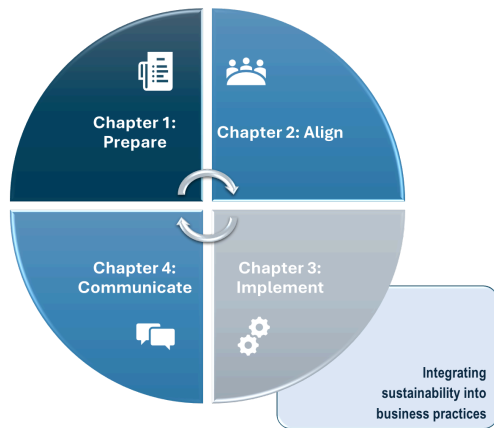 Chapter 1:
Prepare
Chapter 2: Align
Chapter 4:
Communicate
Chapter 3:
Implement
Integrating
sustainability into
business practices